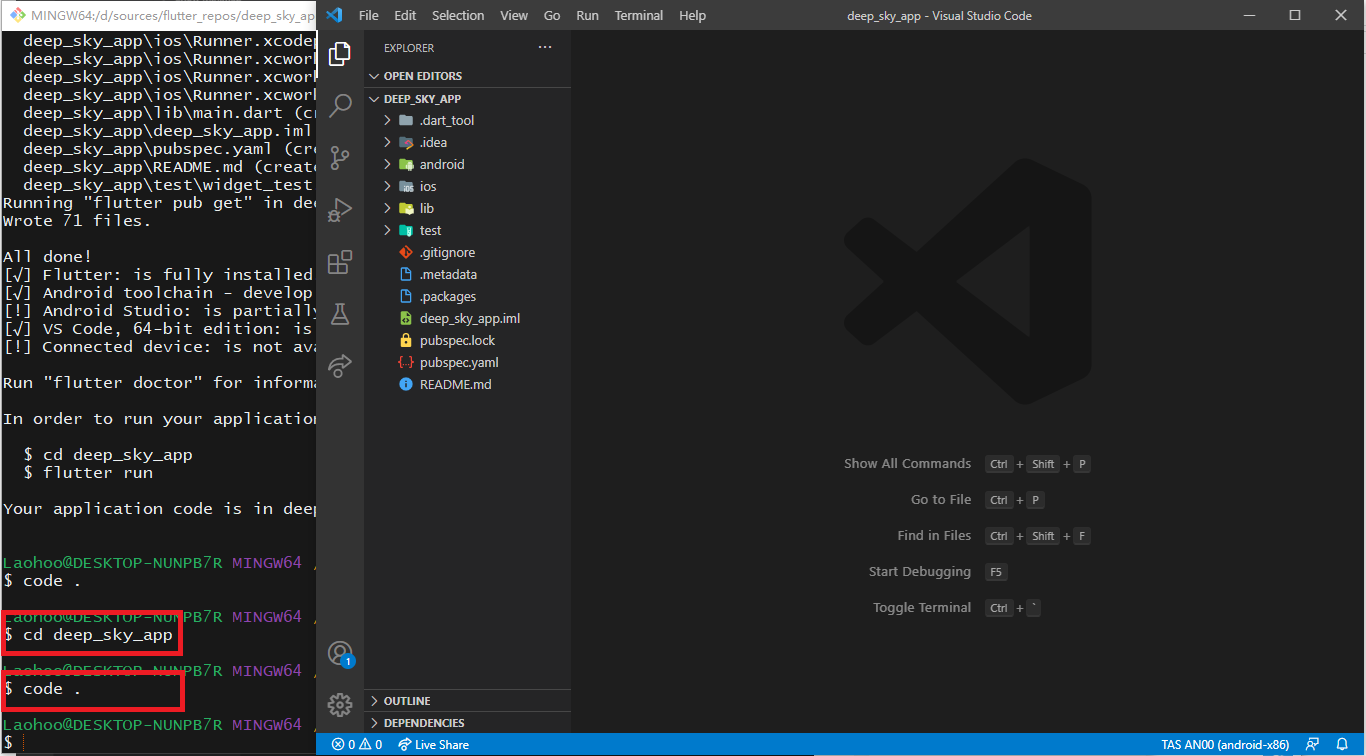 MINGW64:/d/sources/flutter_repos/deep_sky_ap
deep_sky_app\ios\Runner.xcode
deep_sky_app\ios\Runner.xcwor
deep_sky_app\ios\Runner.xcwor
deep_sky_app\ios\Runner.xcwor
deep_sky_app\lib\main.dart (cr
deep_sky_app\deep_sky_app.iml
deep_sky_app\pubspec.yaml (cre
deep_sky_app\README.md (create
deep_sky_app\test\widget_test
Running "flutter pub get" in dee
Wrote 71 files.
All done!
[√] Flutter: is fully installed
[√] Android toolchain - develop
[!] Android Studio: is partially
[√] VS Code, 64-bit edition: is
[!] Connected device: is not ava
Run "flutter doctor" for informa
In order to run your application
$ cd deep_sky_app
$ flutter run
Your application code is in deep
Laohoo@DESKTOP-NUNPB7R MINGW64 /
$ code .
Laohoo@DESKTOP-NUNPB7R MINGW64 /
$ cd deep_sky_app
Laohoo@DESKTOP-NUNPB7R MINGW64 /
$ code .
Laohoo@DESKTOP-NUNPB7R MINGW64 /
$
File Edit Selection View Go Run Terminal Help
deep_sky_app - Visual Studio Code
EXPLORER
OPEN EDITORS
DEEP_SKY_APP
.dart_tool
.idea
android
ios
lib
test
.gitignore
.metadata
.packages
deep_sky_app.iml
pubspec.lock
pubspec.yaml
README.md
OUTLINE
DEPENDENCIES
1
Show All Commands Ctrl + Shift + P
Go to File Ctrl + P
Find in Files Ctrl + Shift + F
Start Debugging F5
Toggle Terminal Ctrl + `
0 0 Live Share
TAS AN00 (android-x86)